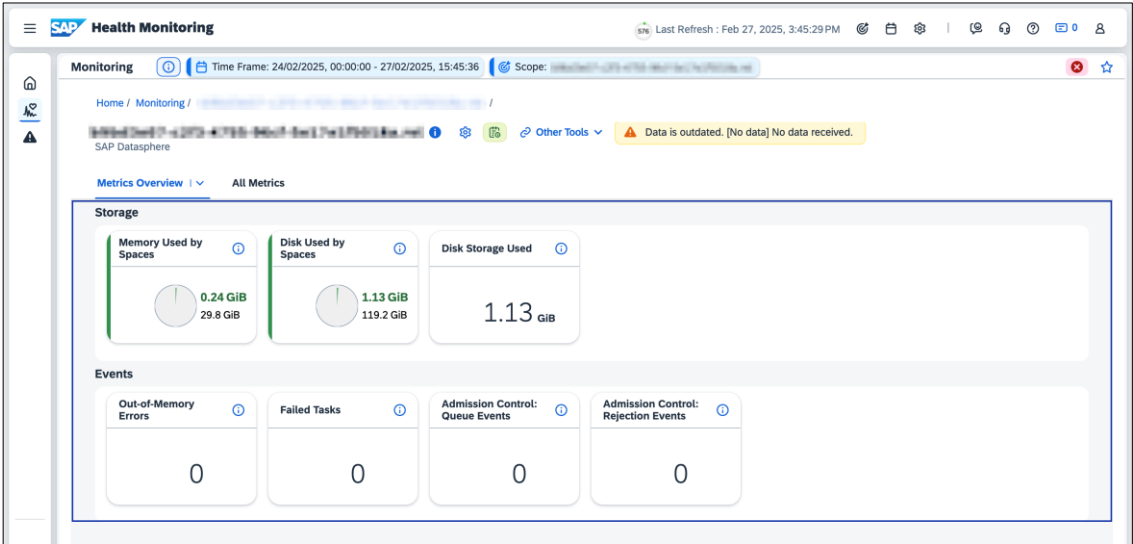 SAP Health Monitoring
576 Last Refresh : Feb 27, 2025, 3:45:29 PM
0
Monitoring
Time Frame: 24/02/2025, 00:00:00 - 27/02/2025, 15:45:36
Scope:
Home / Monitoring / /
Other Tools
Data is outdated. [No data] No data received.
SAP Datasphere
Metrics Overview
All Metrics
Storage
Memory Used by
Spaces
0.24 GiB
29.8 GiB
Disk Used by
Spaces
1.13 GiB
119.2 GiB
Disk Storage Used
1.13 GiB
Events
Out-of-Memory
Errors
0
Failed Tasks
0
Admission Control:
Queue Events
0
Admission Control:
Rejection Events
0